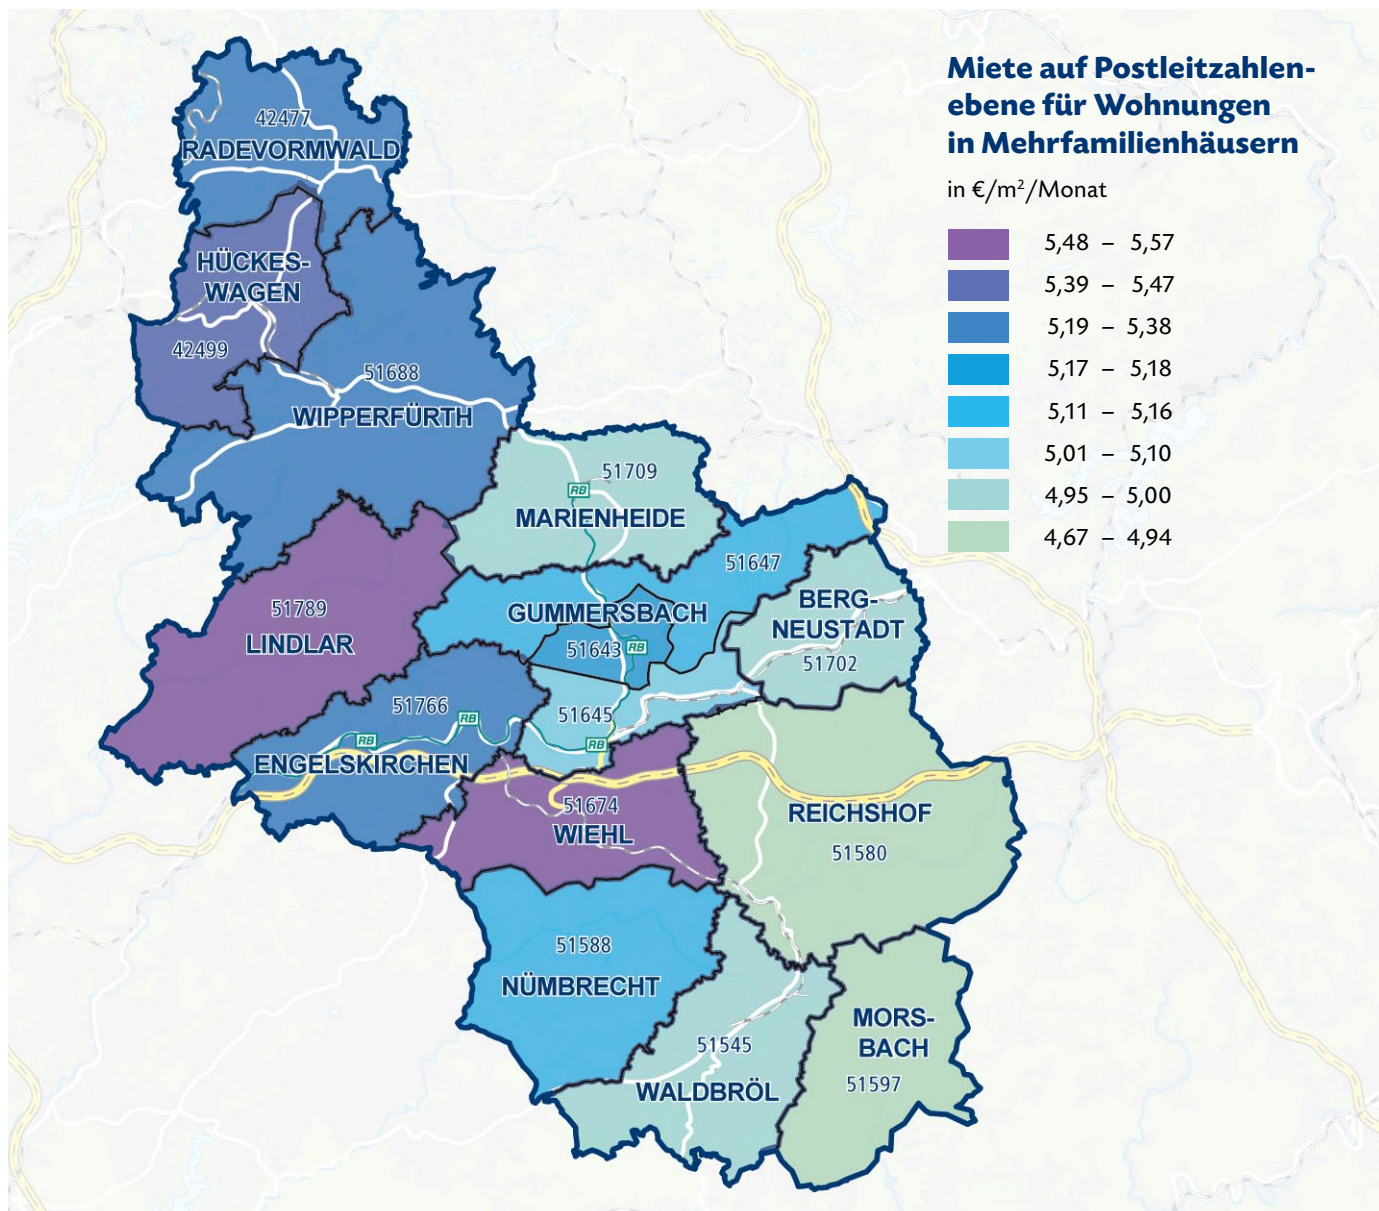 Miete auf Postleitzahlen-
ebene für Wohnungen
in Mehrfamilienhäusern
in €/m²/Monat
5,48 – 5,57
5,39 – 5,47
5,19 – 5,38
5,17 – 5,18
5,11 – 5,16
5,01 – 5,10
4,95 – 5,00
4,67 – 4,94
42477
RADEVORMWALD
HÜCKES-
WAGEN
42499
51688
WIPPERFÜRTH
51709
RB
MARIENHEIDE
51647
51789
LINDLAR
GUMMERSBACH
51643
RB
BERG-
NEUSTADT
51702
51766
RB
RB
ENGELSKIRCHEN
51645
RB
51674
WIEHL
REICHSHOF
51580
51588
NÜMBRECHT
51545
WALDBRÖL
MORS-
BACH
51597